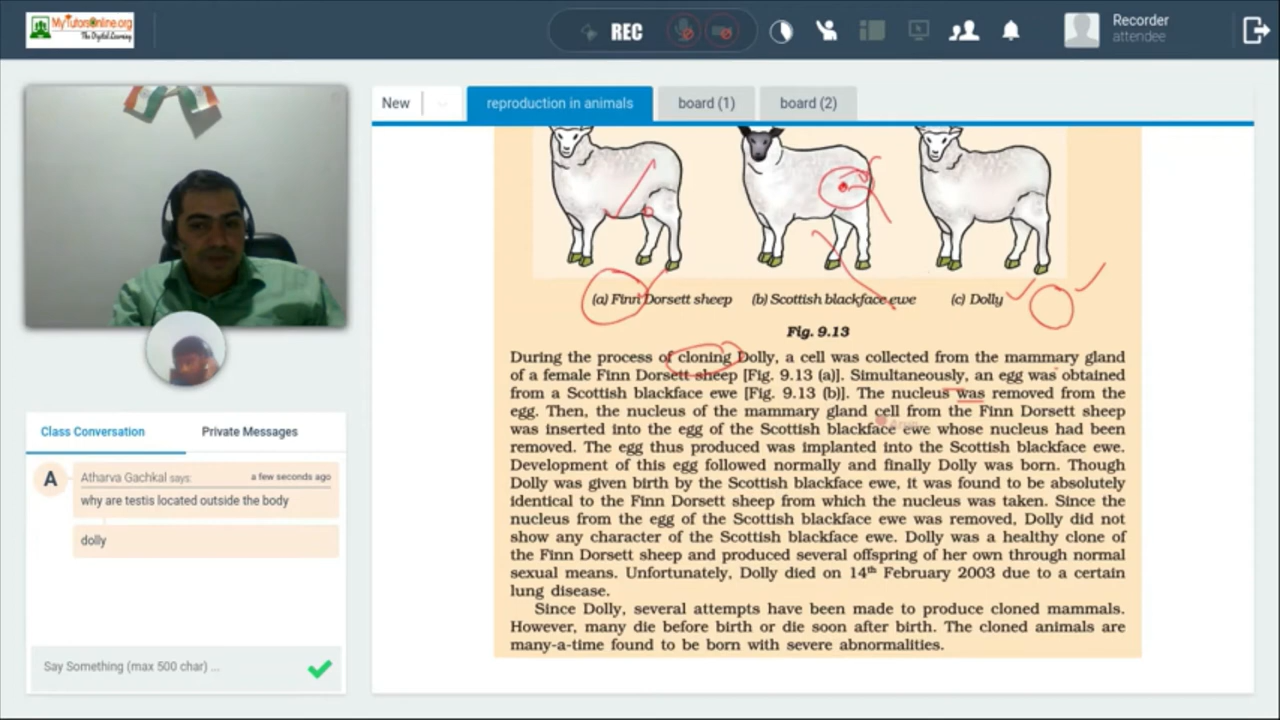 MyTutorsOnline.org
The Digital Learning
REC
Recorder
attendee
New
reproduction in animals
board (1)
board (2)
(a) Finn Dorsett sheep (b) Scottish blackface ewe (c) Dolly
Fig. 9.13
During the process of cloning Dolly, a cell was collected from the mammary gland
of a female Finn Dorsett sheep [Fig. 9.13 (a)]. Simultaneously, an egg was obtained
from a Scottish blackface ewe [Fig. 9.13 (b)]. The nucleus was removed from the
egg. Then, the nucleus of the mammary gland cell from the Finn Dorsett sheep
was inserted into the egg of the Scottish blackface ewe whose nucleus had been
removed. The egg thus produced was implanted into the Scottish blackface ewe.
Development of this egg followed normally and finally Dolly was born. Though
Dolly was given birth by the Scottish blackface ewe, it was found to be absolutely
identical to the Finn Dorsett sheep from which the nucleus was taken. Since the
nucleus from the egg of the Scottish blackface ewe was removed, Dolly did not
show any character of the Scottish blackface ewe. Dolly was a healthy clone of
the Finn Dorsett sheep and produced several offspring of her own through normal
sexual means. Unfortunately, Dolly died on 14th February 2003 due to a certain
lung disease.
Since Dolly, several attempts have been made to produce cloned mammals.
However, many die before birth or die soon after birth. The cloned animals are
many-a-time found to be born with severe abnormalities.
Class Conversation
Private Messages
A
Atharva Gachkal says: a few seconds ago
why are testis located outside the body
dolly
Say Something (max 500 char) ...